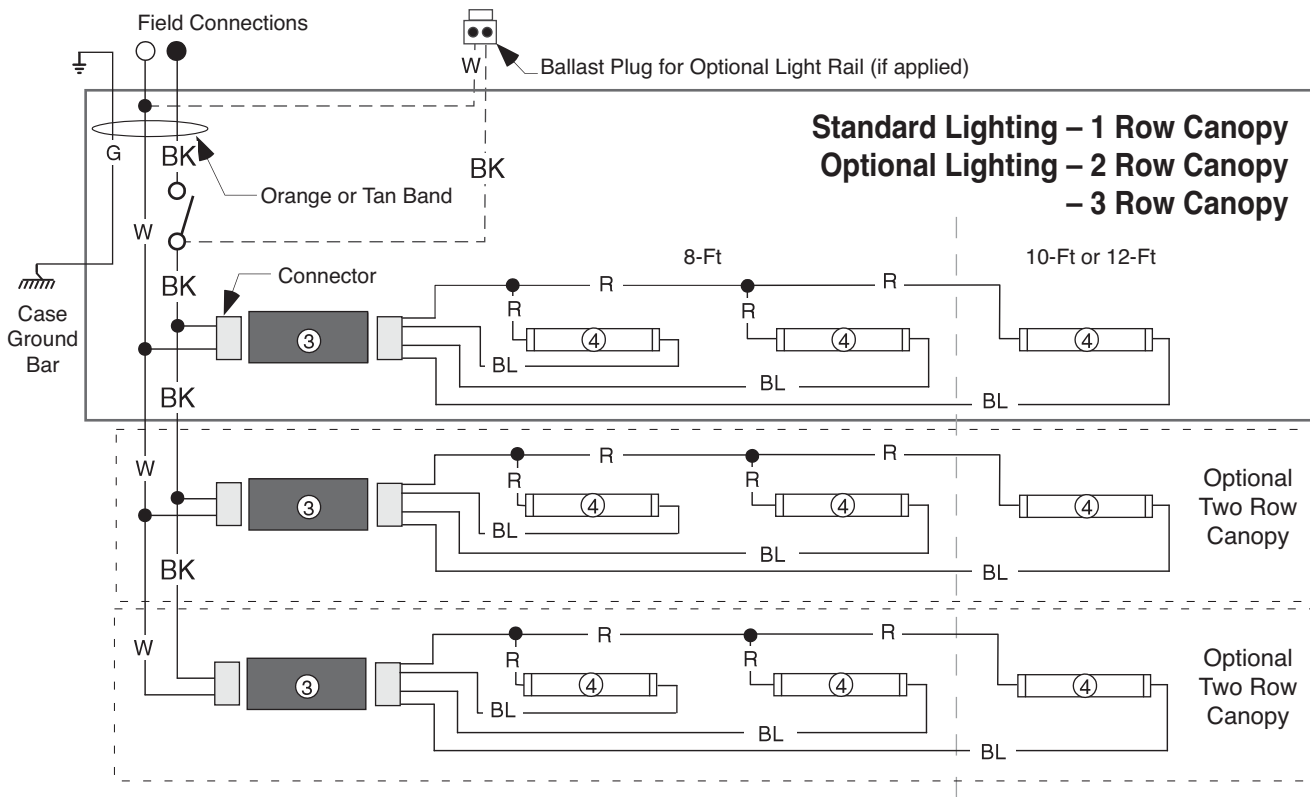 Field Connections
W
Ballast Plug for Optional Light Rail (if applied)
Standard Lighting – 1 Row Canopy
Optional Lighting – 2 Row Canopy
– 3 Row Canopy
G
BK
BK
Orange or Tan Band
W
8-Ft
10-Ft or 12-Ft
Connector
BK
R
R
Case
Ground
Bar
R
R
3
4
4
4
BL
BL
BL
BK
W
R
R
R
R
3
4
4
4
BL
BL
BL
BK
Optional
Two Row
Canopy
W
R
R
R
R
3
4
4
4
BL
BL
BL
Optional
Two Row
Canopy